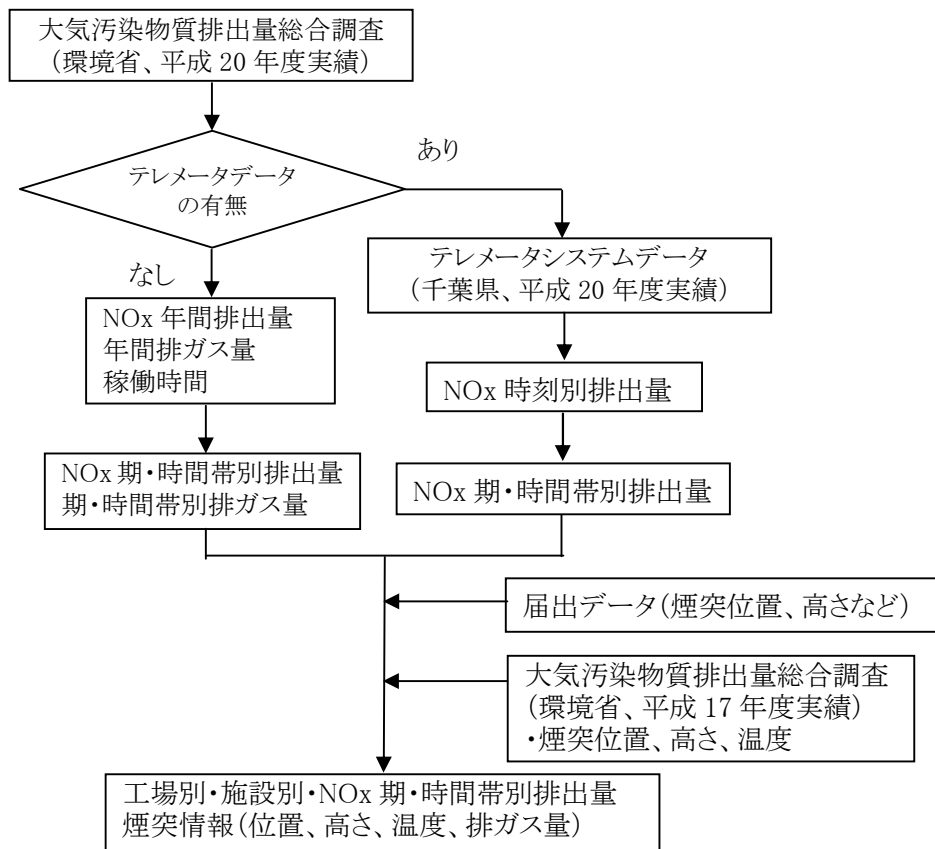 大気汚染物質排出量総合調査
（環境省、平成 20 年度実績）
テレメータデータ
の有無
あり
なし
テレメータシステムデータ
（千葉県、平成 20 年度実績）
NOx 年間排出量
年間排ガス量
稼働時間
NOx 時刻別排出量
NOx 期・時間帯別排出量
期・時間帯別排ガス量
NOx 期・時間帯別排出量
届出データ（煙突位置、高さなど）
大気汚染物質排出量総合調査
（環境省、平成 17 年度実績）
・煙突位置、高さ、温度
工場別・施設別・NOx 期・時間帯別排出量
煙突情報（位置、高さ、温度、排ガス量）